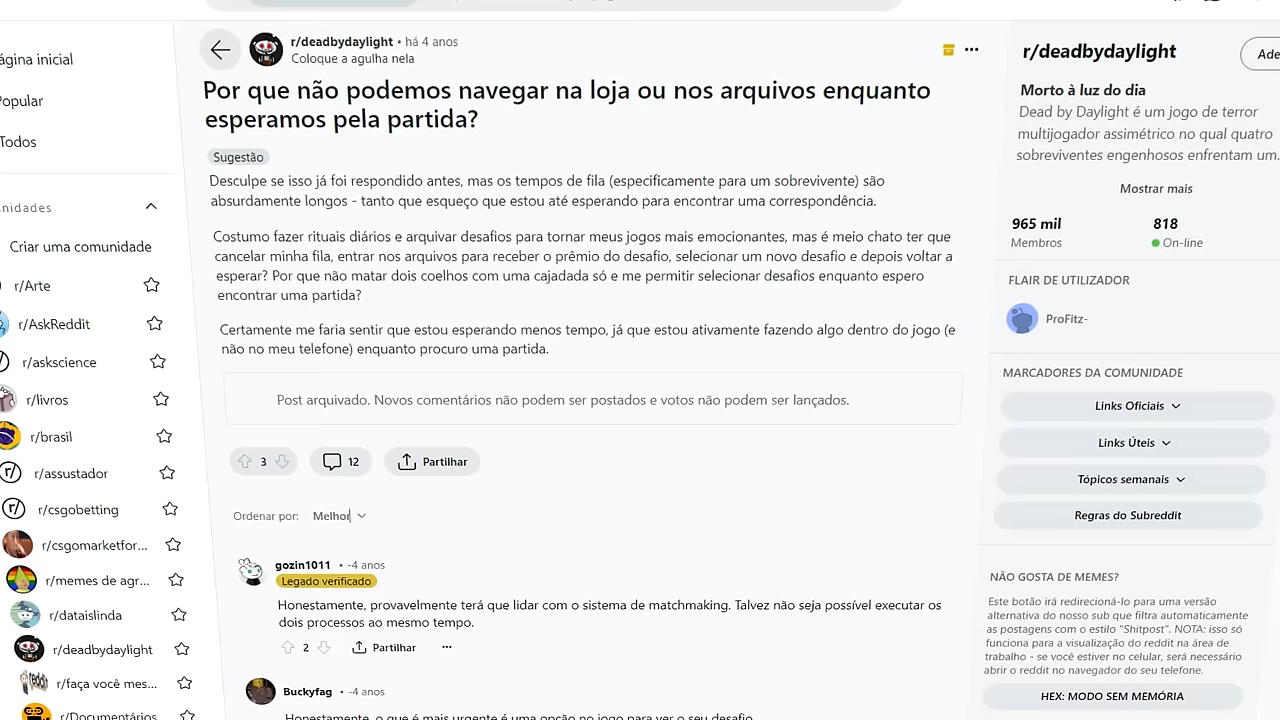 ágina inicial
Popular
Todos
nidades
Criar uma comunidade
r/Arte
r/AskReddit
r/askscience
r/livros
r/brasil
r/assustador
r/csgobetting
r/csgomarketfor...
r/memes de agr...
r/dataislinda
r/deadbydaylight
r/faça você mes...
r/Documentários
r/deadbydaylight • há 4 anos
Coloque a agulha nela
Por que não podemos navegar na loja ou nos arquivos enquanto
esperamos pela partida?
Sugestão
Desculpe se isso já foi respondido antes, mas os tempos de fila (especificamente para um sobrevivente) são
absurdamente longos - tanto que esqueço que estou até esperando para encontrar uma correspondência.
Costumo fazer rituais diários e arquivar desafios para tornar meus jogos mais emocionantes, mas é meio chato ter que
cancelar minha fila, entrar nos arquivos para receber o prêmio do desafio, selecionar um novo desafio e depois voltar a
esperar? Por que não matar dois coelhos com uma cajadada só e me permitir selecionar desafios enquanto espero
encontrar uma partida?
Certamente me faria sentir que estou esperando menos tempo, já que estou ativamente fazendo algo dentro do jogo (e
não no meu telefone) enquanto procuro uma partida.
Post arquivado. Novos comentários não podem ser postados e votos não podem ser lançados.
3
12
Partilhar
Ordenar por: Melhor
gozin1011 • -4 anos
Legado verificado
Honestamente, provavelmente terá que lidar com o sistema de matchmaking. Talvez não seja possível executar os
dois processos ao mesmo tempo.
2 Partilhar ...
Buckyfag • -4 anos
Honestamente, o que é mais urgente é uma opção no jogo para ver o seu desafio
r/deadbydaylight
Ade
Morto à luz do dia
Dead by Daylight é um jogo de terror
multijogador assimétrico no qual quatro
sobreviventes engenhosos enfrentam um...
Mostrar mais
965 mil 818
Membros On-line
FLAIR DE UTILIZADOR
ProFitz-
MARCADORES DA COMUNIDADE
Links Oficiais
Links Úteis
Tópicos semanais
Regras do Subreddit
NÃO GOSTA DE MEMES?
Este botão irá redirecioná-lo para uma versão
alternativa do nosso sub que filtra automaticamente
as postagens com o estilo "Shitpost". NOTA: isso só
funciona para a visualização do reddit na área de
trabalho - se você estiver no celular, será necessário
abrir o reddit no navegador do seu telefone.
HEX: MODO SEM MEMÓRIA